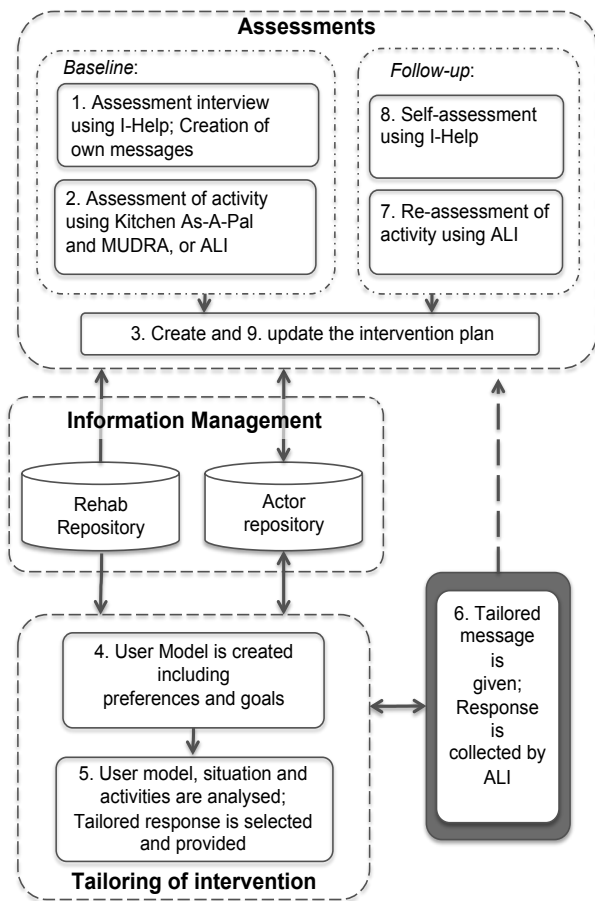 Assessments
Baseline:
1. Assessment interview
using I-Help; Creation of
own messages
2. Assessment of activity
using Kitchen As-A-Pal
and MUDRA, or ALI
Follow-up:
8. Self-assessment
using I-Help
7. Re-assessment of
activity using ALI
3. Create and 9. update the intervention plan
Information Management
Rehab
Repository
Actor
repository
4. User Model is created
including
preferences and goals
5. User model, situation and
activities are analysed;
Tailored response is selected
and provided
Tailoring of intervention
6. Tailored
message
is
given;
Response
is
collected by
ALI